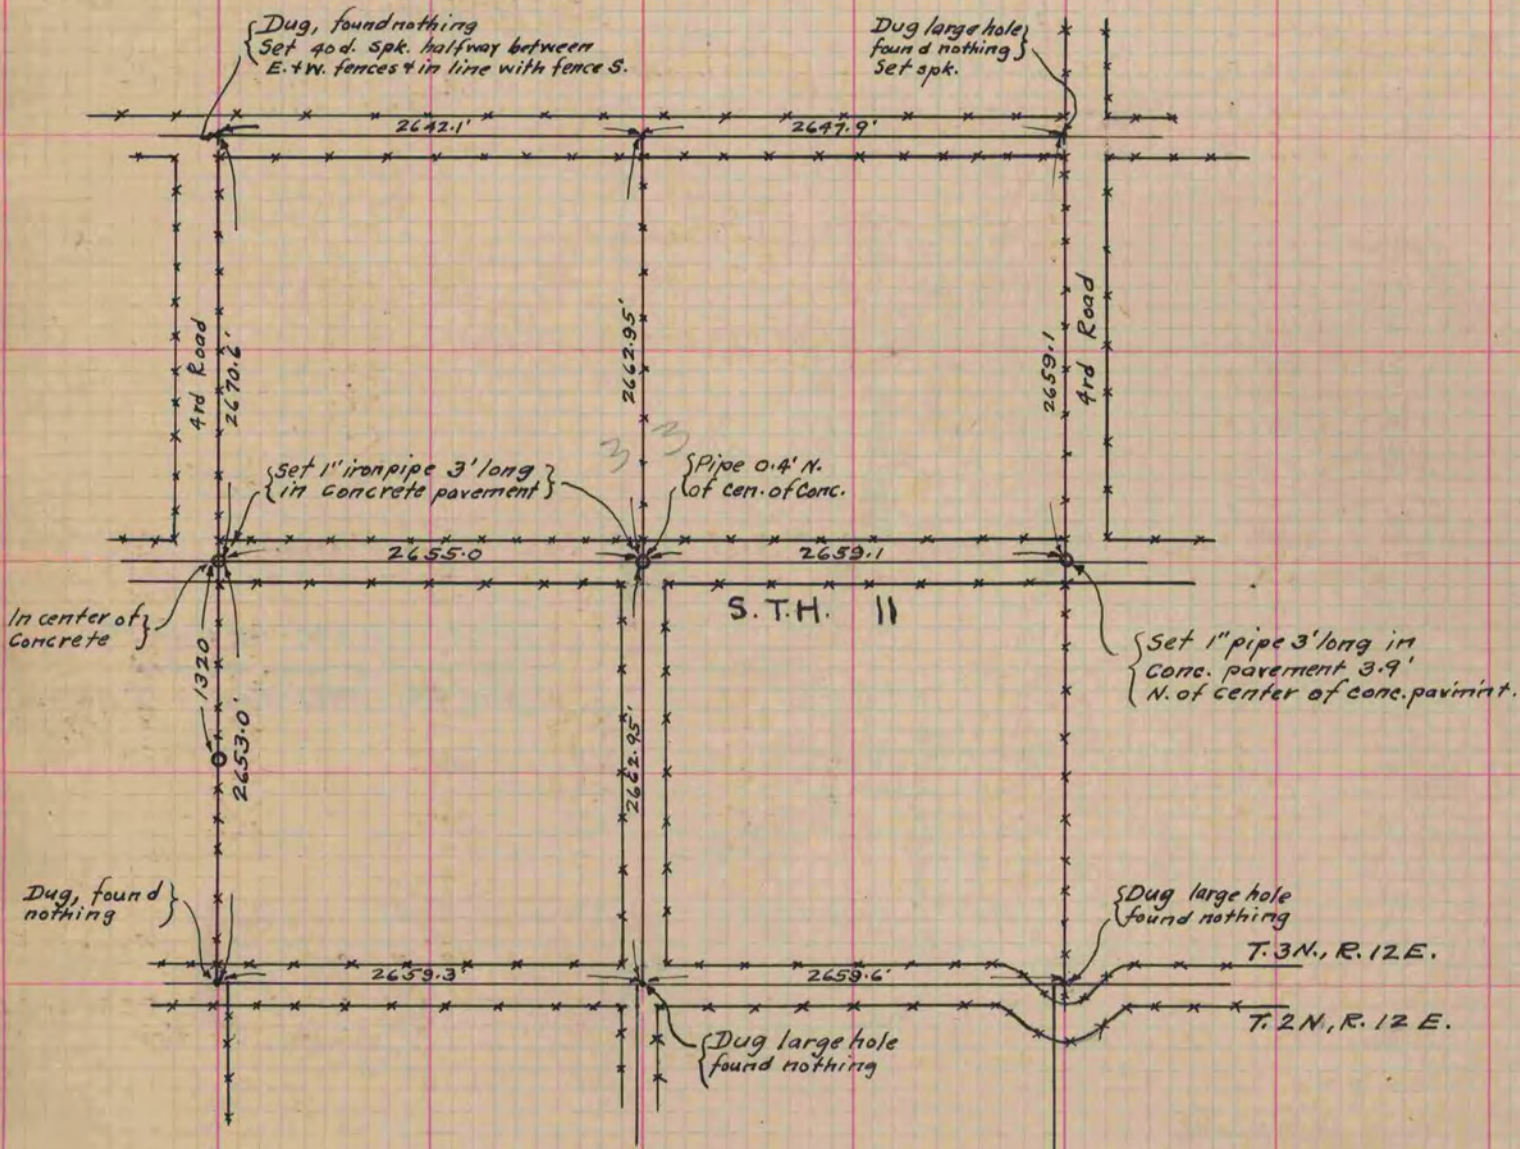 Dug, found nothing
Set 40d. spk. halfway between
E. + W. fences + in line with fence S.
Dug large hole
found nothing
Set spk.
2642.1'
2647.9'
4rd Road
2670.6'
2662.95'
2659.1
4rd Road
33
Set 1" iron pipe 3' long
in Concrete pavement
Pipe 0.4' N.
of cen. of Conc.
2655.0
2659.1
S. T. H. 11
In center of
Concrete
1320
2653.0'
2662.95'
Set 1" pipe 3' long in
Conc. pavement 3.9'
N. of center of conc. pavimint.
Dug, found
nothing
Dug large hole
found nothing
T. 3N., R. 12 E.
2659.3'
2659.6'
T. 2 N., R. 12 E.
Dug large hole
found nothing